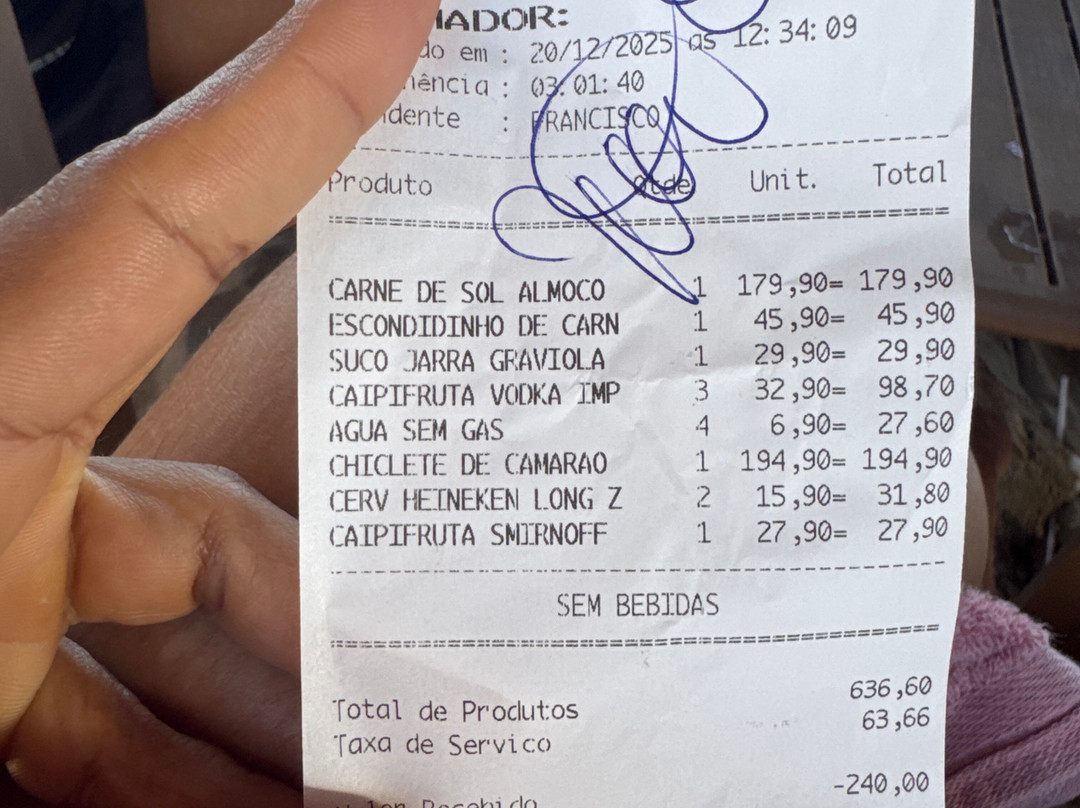 MADOR:
do em : 20/12/2025 as 12:34:09
nência : 03:01:40
dente : FRANCISCO
Produto Qtde Unit. Total
CARNE DE SOL ALMOCO 1 179,90= 179,90
ESCONDIDINHO DE CARN 1 45,90= 45,90
SUCO JARRA GRAVIOLA 1 29,90= 29,90
CAIPIFRUTA VODKA IMP 3 32,90= 98,70
AGUA SEM GAS 4 6,90= 27,60
CHICLETE DE CAMARAO 1 194,90= 194,90
CERV HEINEKEN LONG Z 2 15,90= 31,80
CAIPIFRUTA SMIRNOFF 1 27,90= 27,90
SEM BEBIDAS
Total de Produtos 636,60
Taxa de Servico 63,66
Recebido -240,00